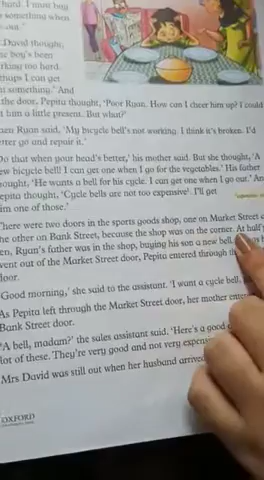 hard. I must buy
something when
out.'
David thought,
boy's been
rking too hard.
I can get
something.' And
the door, Pepita thought, 'Poor Ryan. How can I cheer him up? I could
him a little present. But what?'
Ryan said, 'My bicycle bell's not working. I think it's broken. I'd
go and repair it.'
Do that when your head's better,' his mother said. But she thought, 'A
ew bicycle bell! I can get one when I go for the vegetables.' His father
ought, 'He wants a bell for his cycle. I can get one when I go out.' An
epita thought, 'Cycle bells are not too expensive. I'll get
im one of those.'
There were two doors in the sports goods shop, one on Market Street
he other on Bank Street, because the shop was on the corner. At half
en, Ryan's father was in the shop, buying his son a new bell.
went out of the Market Street door, Pepita entered through the
door.
'Good morning,' she said to the assistant. 'I want a cycle bell,
As Pepita left through the Market Street door, her mother
Bank Street door.
'A bell, madam?' the sales assistant said. 'Here's a good
lot of these. They're very good and not very
Mrs David was still out when her husband arrived
OXFORD